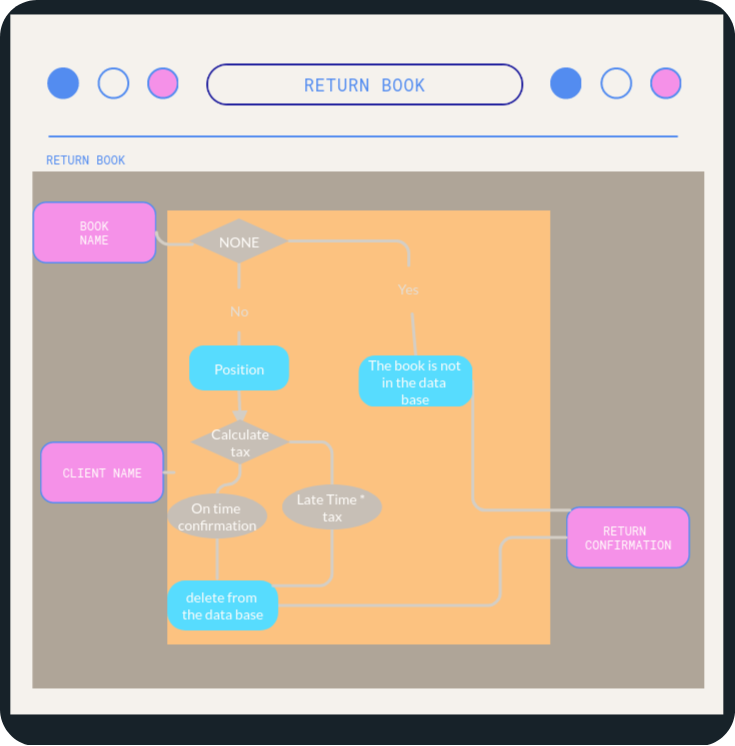 RETURN BOOK
RETURN BOOK
BOOK
NAME
NONE
Yes
No
Position
The book is not
in the data
base
Calculate
tax
CLIENT NAME
On time
confirmation
Late Time *
tax
RETURN
CONFIRMATION
delete from
the data base